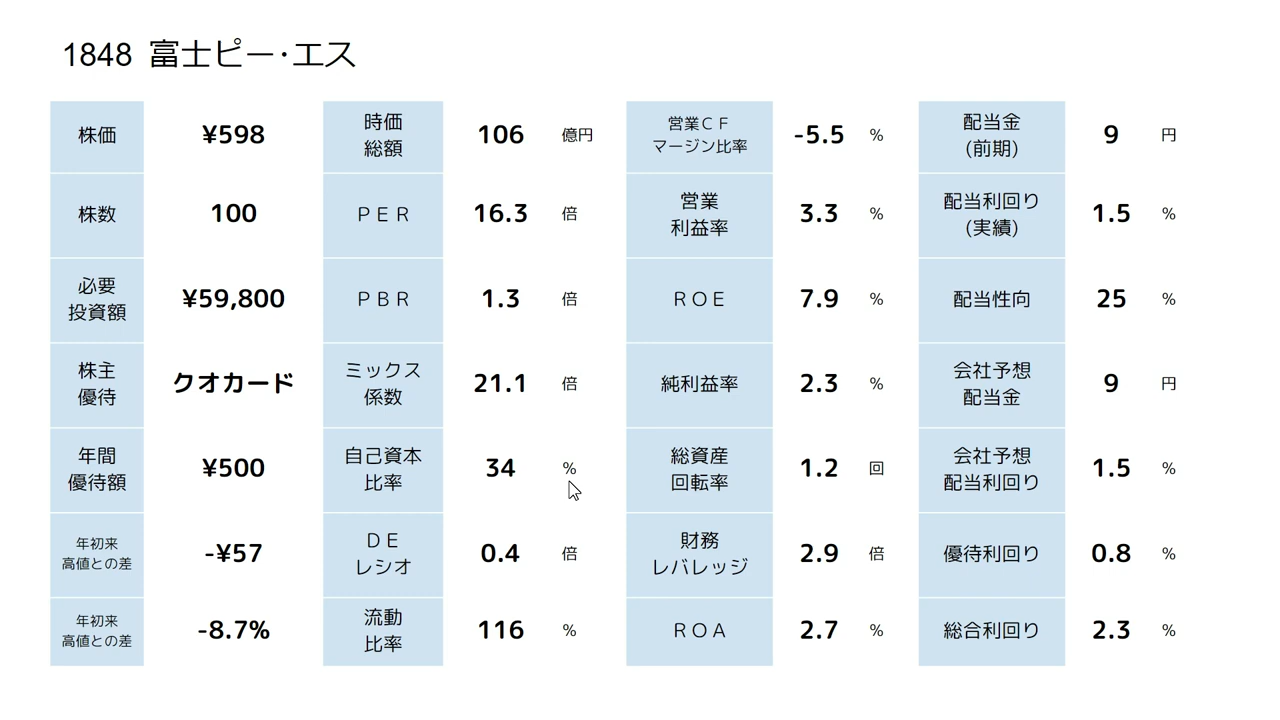 1848 富士ピー・エス
株価 ¥598 時価 総額 106 億円 営業ＣＦ マージン比率 -5.5 % 配当金 (前期) 9 円
株数 100 ＰＥＲ 16.3 倍 営業 利益率 3.3 % 配当利回り (実績) 1.5 %
必要 投資額 ¥59,800 ＰＢＲ 1.3 倍 ＲＯＥ 7.9 % 配当性向 25 %
株主 優待 クオカード ミックス 係数 21.1 倍 純利益率 2.3 % 会社予想 配当金 9 円
年間 優待額 ¥500 自己資本 比率 34 % 総資産 回転率 1.2 回 会社予想 配当利回り 1.5 %
年初来 高値との差 -¥57 ＤＥ レシオ 0.4 倍 財務 レバレッジ 2.9 倍 優待利回り 0.8 %
年初来 高値との差 -8.7% 流動 比率 116 % ＲＯＡ 2.7 % 総合利回り 2.3 %